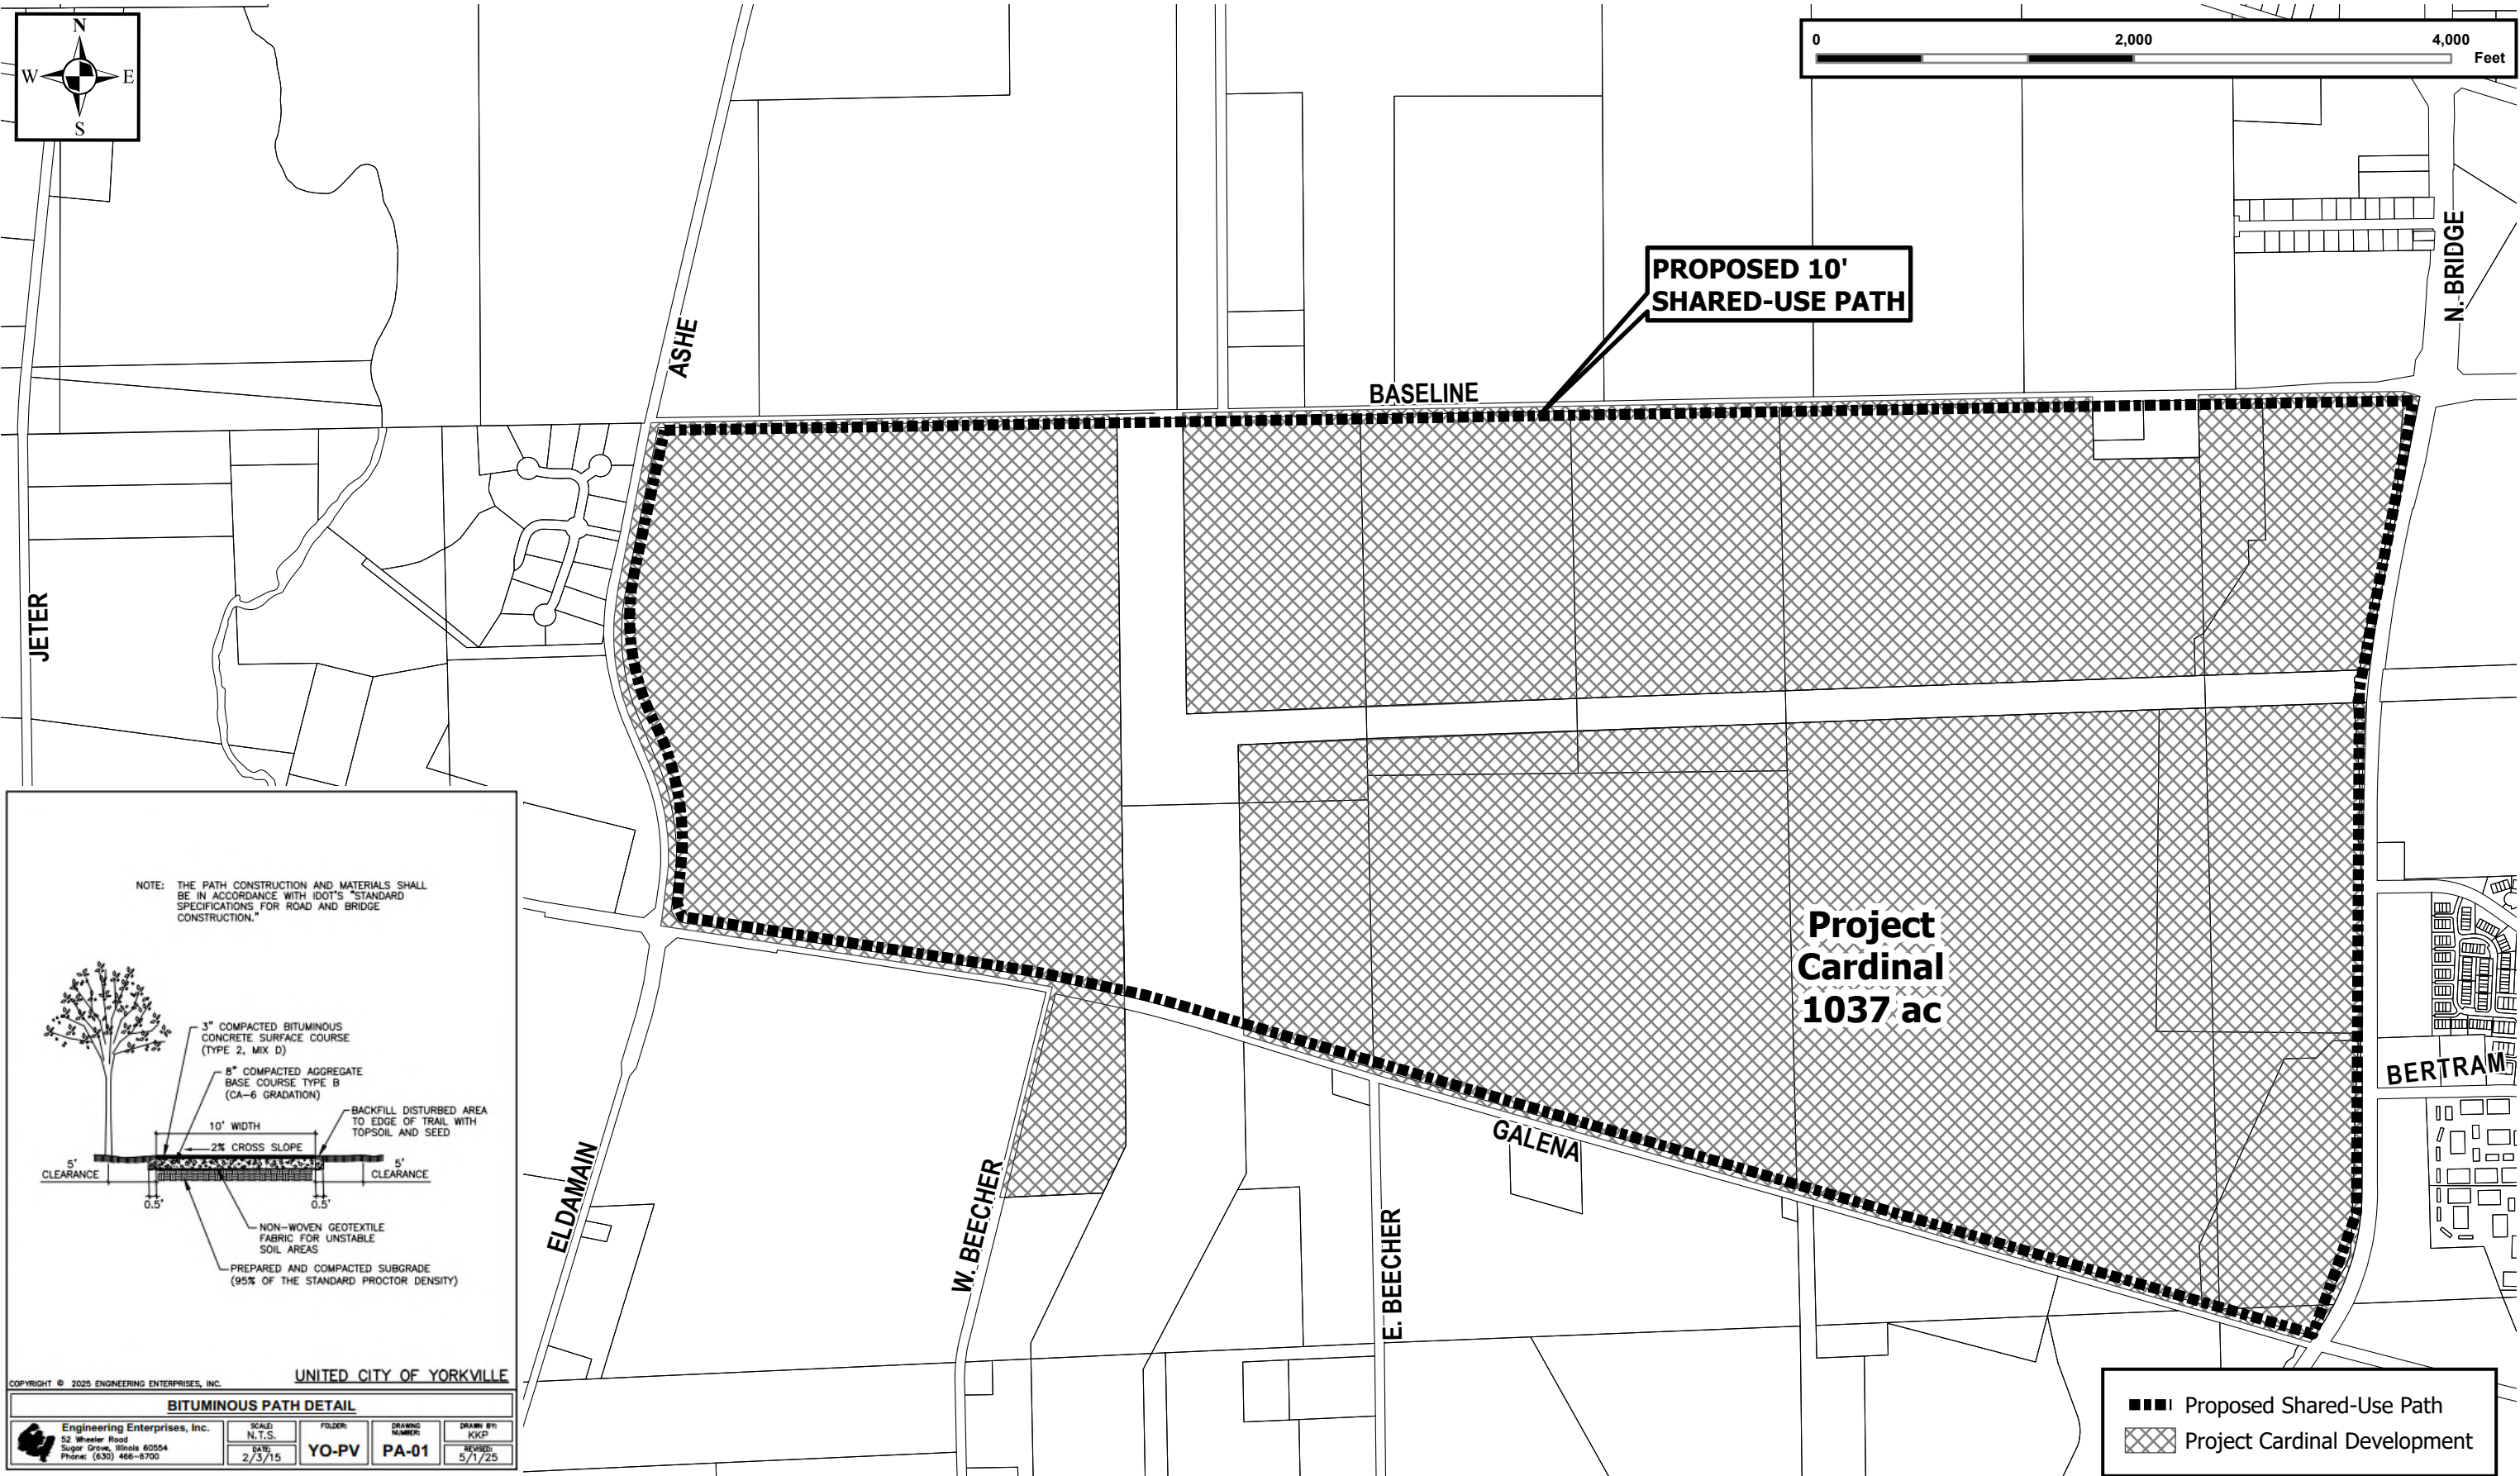 N
W E
S
0 2,000 4,000
Feet
PROPOSED 10'
SHARED-USE PATH
N. BRIDGE
ASHE
BASELINE
JETER
Project
Cardinal
1037 ac
BERTRAM
GALENA
ELDAMAIN
W. BEECHER
E. BEECHER
NOTE: THE PATH CONSTRUCTION AND MATERIALS SHALL
BE IN ACCORDANCE WITH IDOT'S "STANDARD
SPECIFICATIONS FOR ROAD AND BRIDGE
CONSTRUCTION."
3" COMPACTED BITUMINOUS
CONCRETE SURFACE COURSE
(TYPE 2, MIX D)
8" COMPACTED AGGREGATE
BASE COURSE TYPE B
(CA-6 GRADATION)
BACKFILL DISTURBED AREA
TO EDGE OF TRAIL WITH
TOPSOIL AND SEED
10' WIDTH
2% CROSS SLOPE
5'
CLEARANCE
5'
CLEARANCE
0.5' 0.5'
NON-WOVEN GEOTEXTILE
FABRIC FOR UNSTABLE
SOIL AREAS
PREPARED AND COMPACTED SUBGRADE
(95% OF THE STANDARD PROCTOR DENSITY)
UNITED CITY OF YORKVILLE
COPYRIGHT © 2025 ENGINEERING ENTERPRISES, INC.
BITUMINOUS PATH DETAIL
Engineering Enterprises, Inc.
52 Wheeler Road
Sugar Grove, Illinois 60554
Phone: (630) 466-6700
SCALE:
N.T.S.
DATE:
2/3/15
FOLDER:
YO-PV
DRAWING
NUMBER:
PA-01
DRAWN BY:
KKP
REVISED:
5/1/25
Proposed Shared-Use Path
Project Cardinal Development